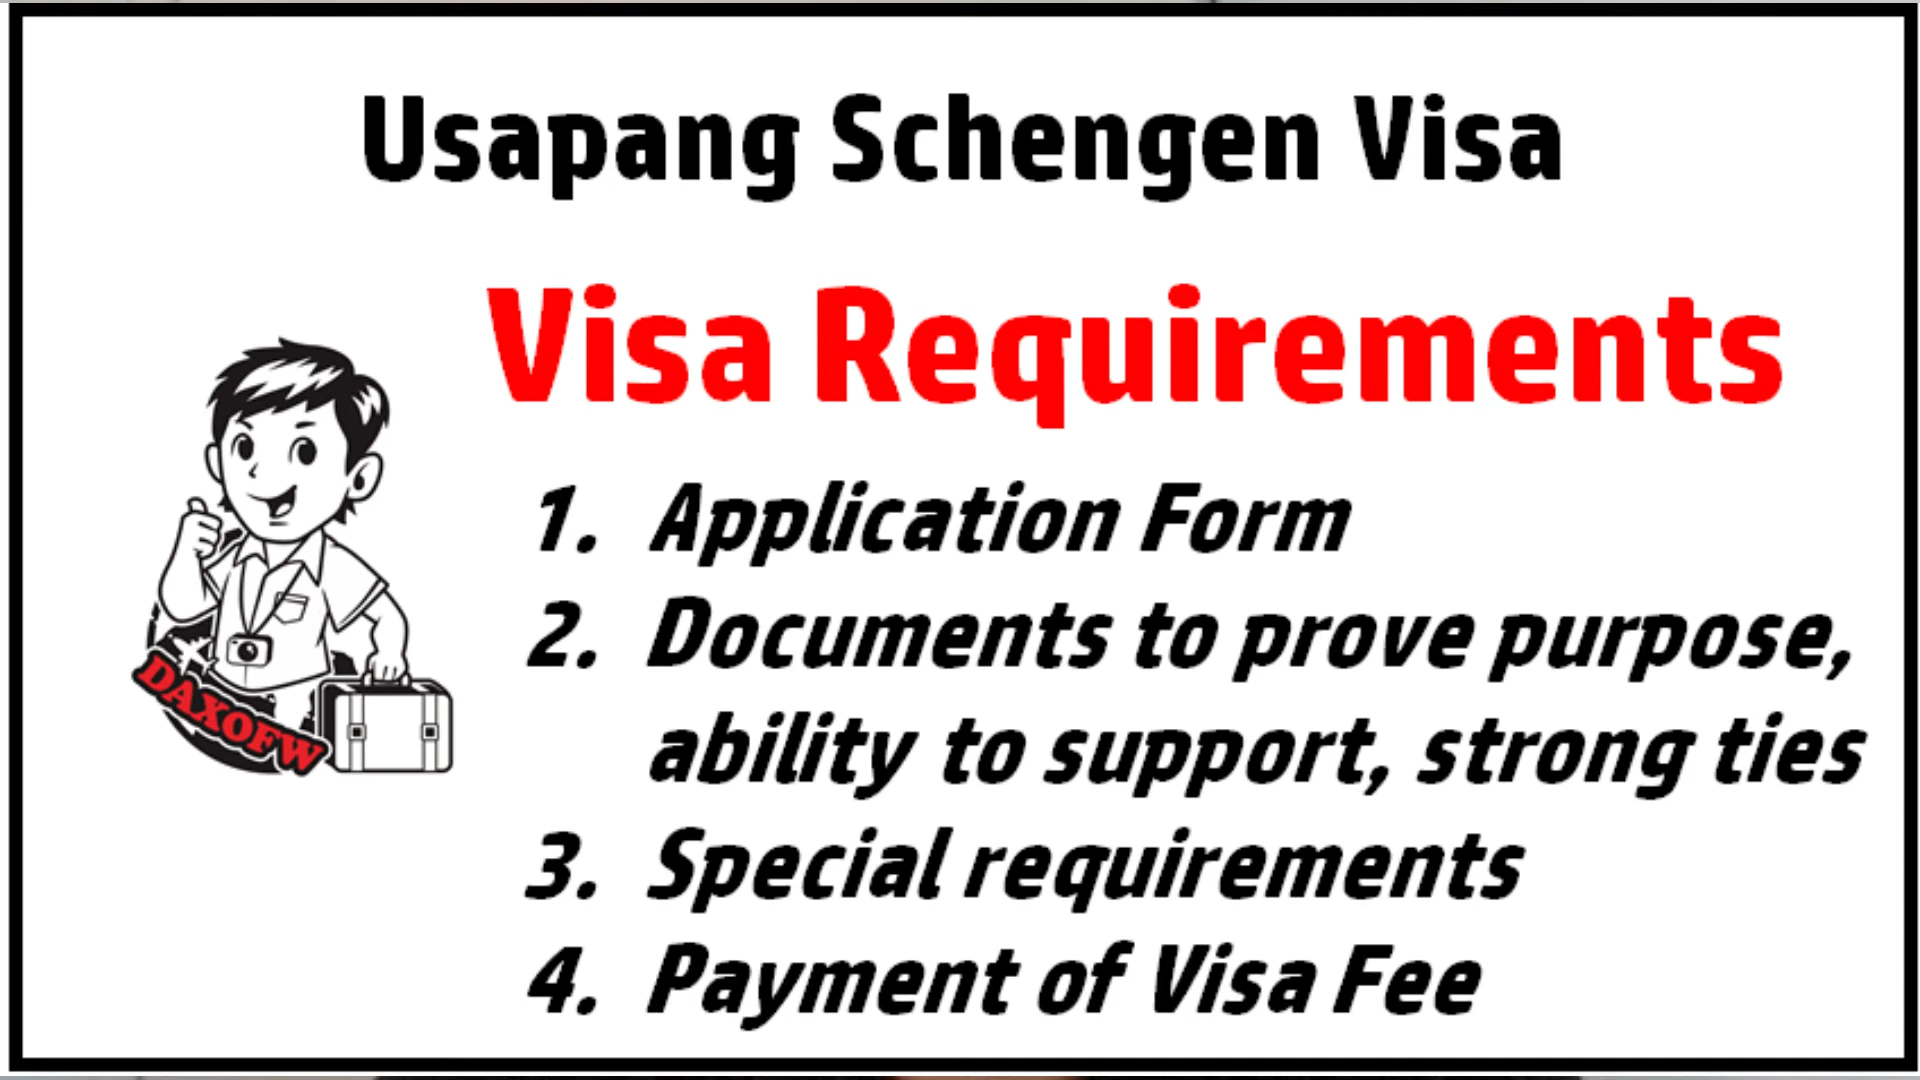 Usapang Schengen Visa
Visa Requirements
1. Application Form
2. Documents to prove purpose,
ability to support, strong ties
3. Special requirements
4. Payment of Visa Fee
DAXOFW